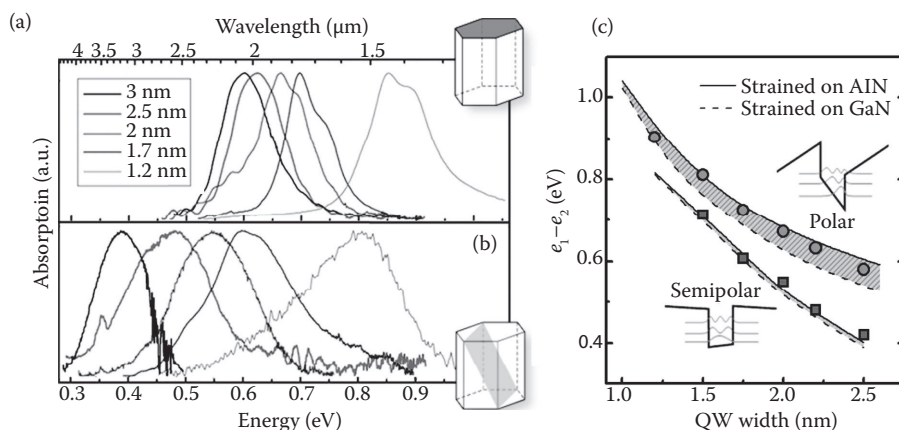 (a)
Wavelength (μm)
4 3.5 3 2.5 2 1.5
3 nm
2.5 nm
2 nm
1.7 nm
1.2 nm
Absorptoin (a.u.)
(b)
0.3 0.4 0.5 0.6 0.7 0.8 0.9
Energy (eV)
(c)
Strained on AlN
Strained on GaN
Polar
Semipolar
e₁–e₂ (eV)
1.0
0.8
0.6
0.4
1.0 1.5 2.0 2.5
QW width (nm)